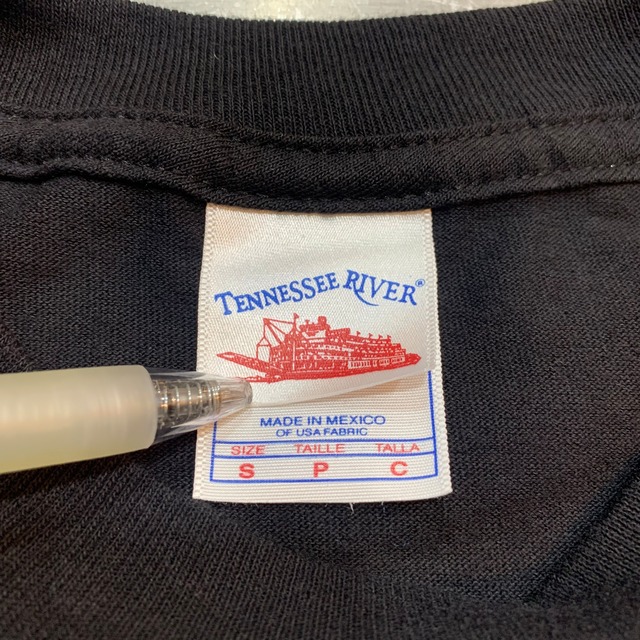 TENNESSEE RIVER®
MADE IN MEXICO
OF USA FABRIC
SIZE TAILLE TALLA
S P C